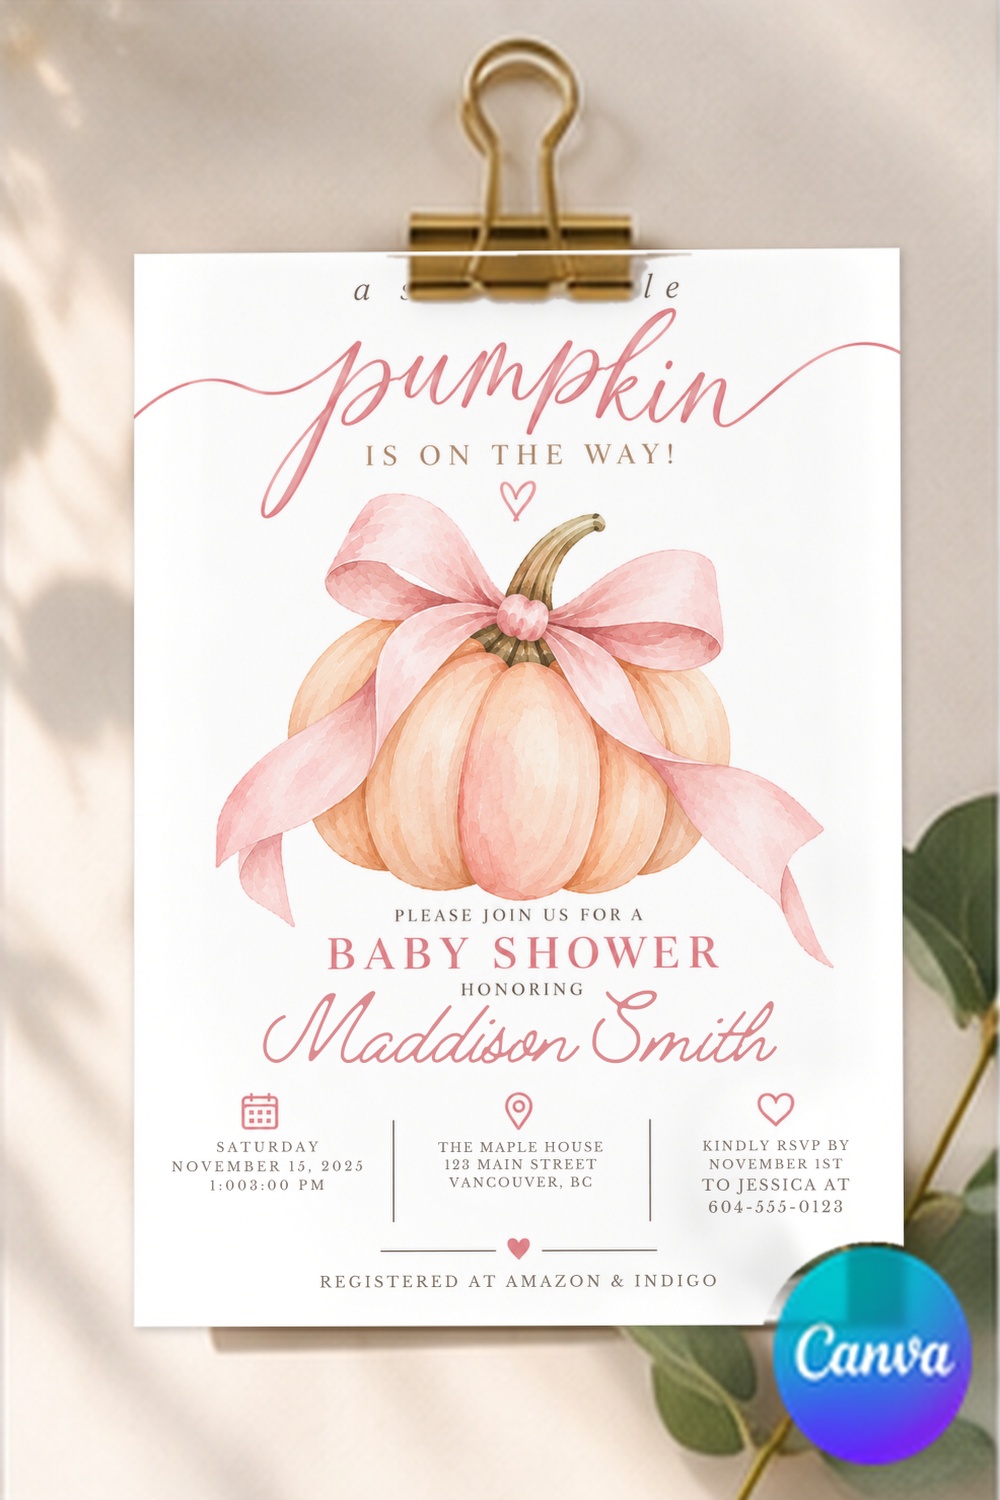 a
pumpkin
IS ON THE WAY!
PLEASE JOIN US FOR A
BABY SHOWER
HONORING
Maddison Smith
SATURDAY
NOVEMBER 15, 2025
1:003:00 PM
THE MAPLE HOUSE
123 MAIN STREET
VANCOUVER, BC
KINDLY RSVP BY
NOVEMBER 1ST
TO JESSICA AT
604-555-0123
REGISTERED AT AMAZON & INDIGO
Canva